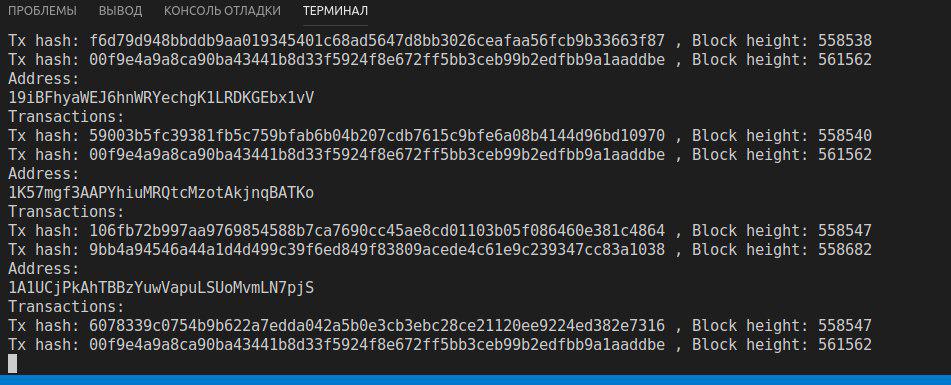 ПРОБЛЕМЫ ВЫВОД КОНСОЛЬ ОТЛАДКИ ТЕРМИНАЛ
Tx hash: f6d79d948bbddb9aa019345401c68ad5647d8bb3026ceafaa56fcb9b33663f87 , Block height: 558538
Tx hash: 00f9e4a9a8ca90ba43441b8d33f5924f8e672ff5bb3ceb99b2edfbb9a1aaddbe , Block height: 561562
Address:
19iBFhyaWEJ6hnWRYechgK1LRDKGEbx1vV
Transactions:
Tx hash: 59003b5fc39381fb5c759bfab6b04b207cdb7615c9bfe6a08b4144d96bd10970 , Block height: 558540
Tx hash: 00f9e4a9a8ca90ba43441b8d33f5924f8e672ff5bb3ceb99b2edfbb9a1aaddbe , Block height: 561562
Address:
1K57mgf3AAPYhiuMRQtcMzotAkjnqBATKo
Transactions:
Tx hash: 106fb72b997aa9769854588b7ca7690cc45ae8cd01103b05f086460e381c4864 , Block height: 558547
Tx hash: 9bb4a94546a44a1d4d499c39f6ed849f83809acede4c61e9c239347cc83a1038 , Block height: 558682
Address:
1A1UCjPkAhTBBzYuwVapuLSUoMvmLN7pjS
Transactions:
Tx hash: 6078339c0754b9b622a7edda042a5b0e3cb3ebc28ce21120ee9224ed382e7316 , Block height: 558547
Tx hash: 00f9e4a9a8ca90ba43441b8d33f5924f8e672ff5bb3ceb99b2edfbb9a1aaddbe , Block height: 561562